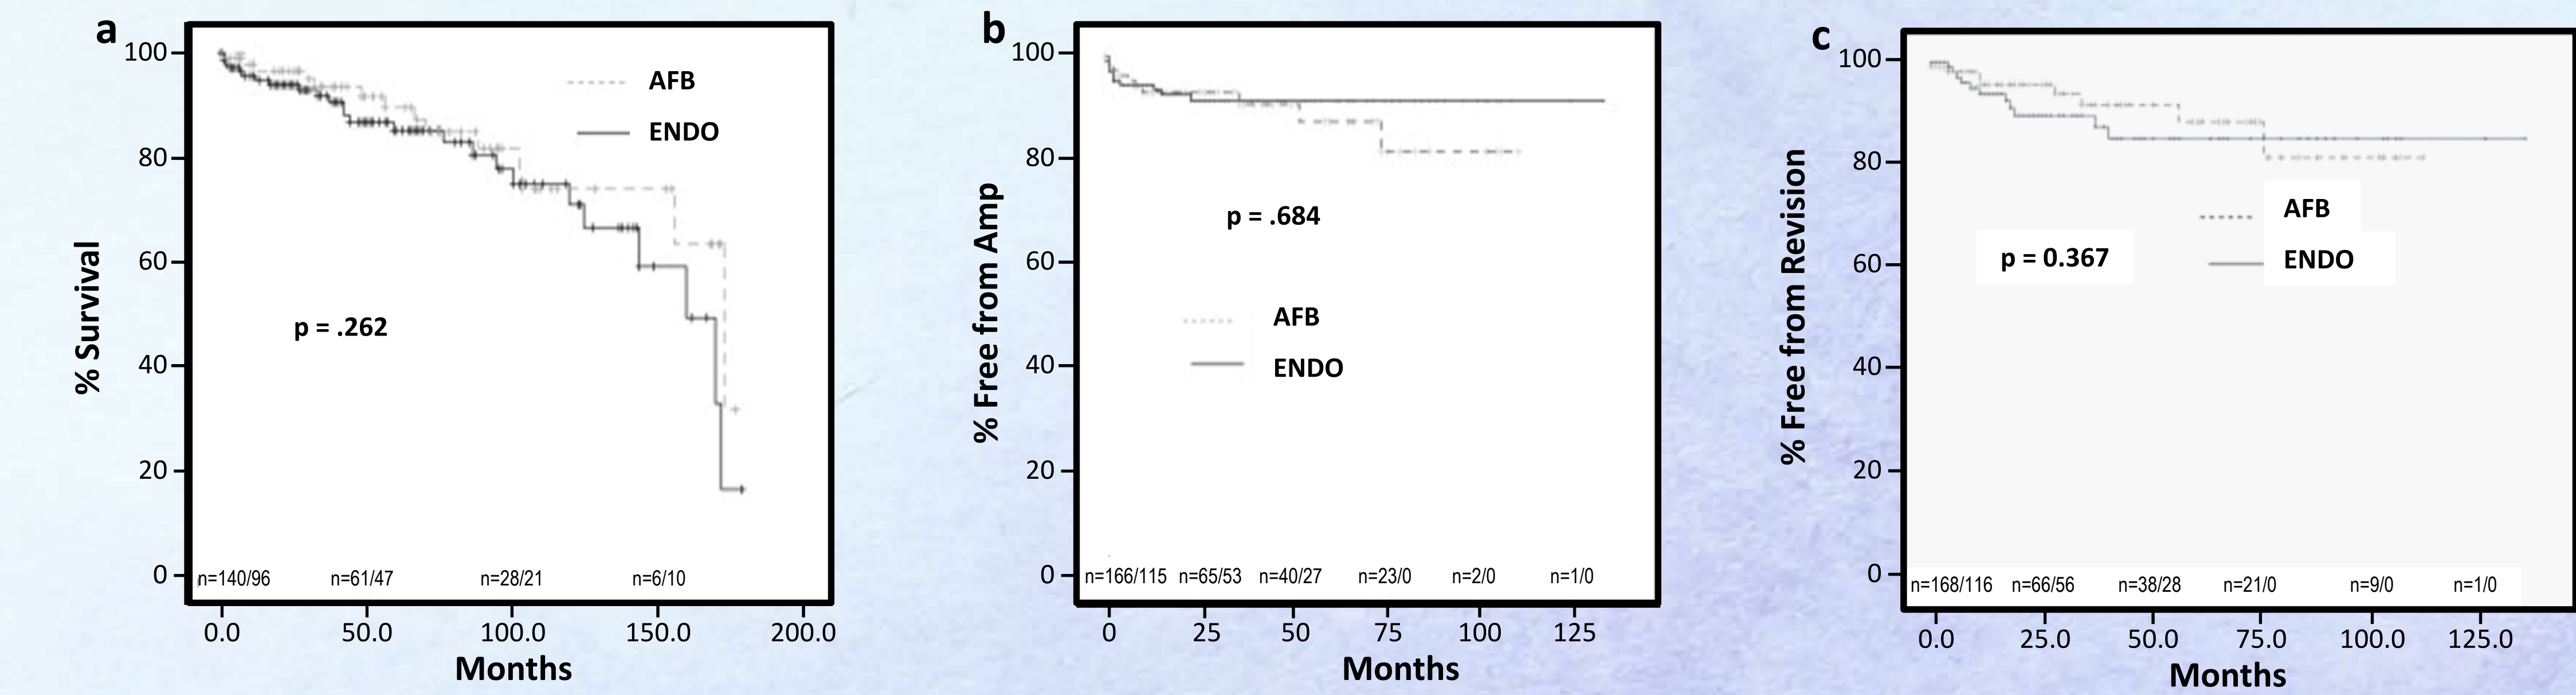 a
% Survival
100
80
60
40
20
0
AFB
ENDO
p = .262
n=140/96 n=61/47 n=28/21 n=6/10
0.0 50.0 100.0 150.0 200.0
Months
b
% Free from Amp
100
80
60
40
20
0
p = .684
AFB
ENDO
n=166/115 n=65/53 n=40/27 n=23/0 n=2/0 n=1/0
0 25 50 75 100 125
Months
c
% Free from Revision
100
80
60
40
20
0
AFB
ENDO
p = 0.367
n=168/116 n=66/56 n=38/28 n=21/0 n=9/0 n=1/0
0.0 25.0 50.0 75.0 100.0 125.0
Months